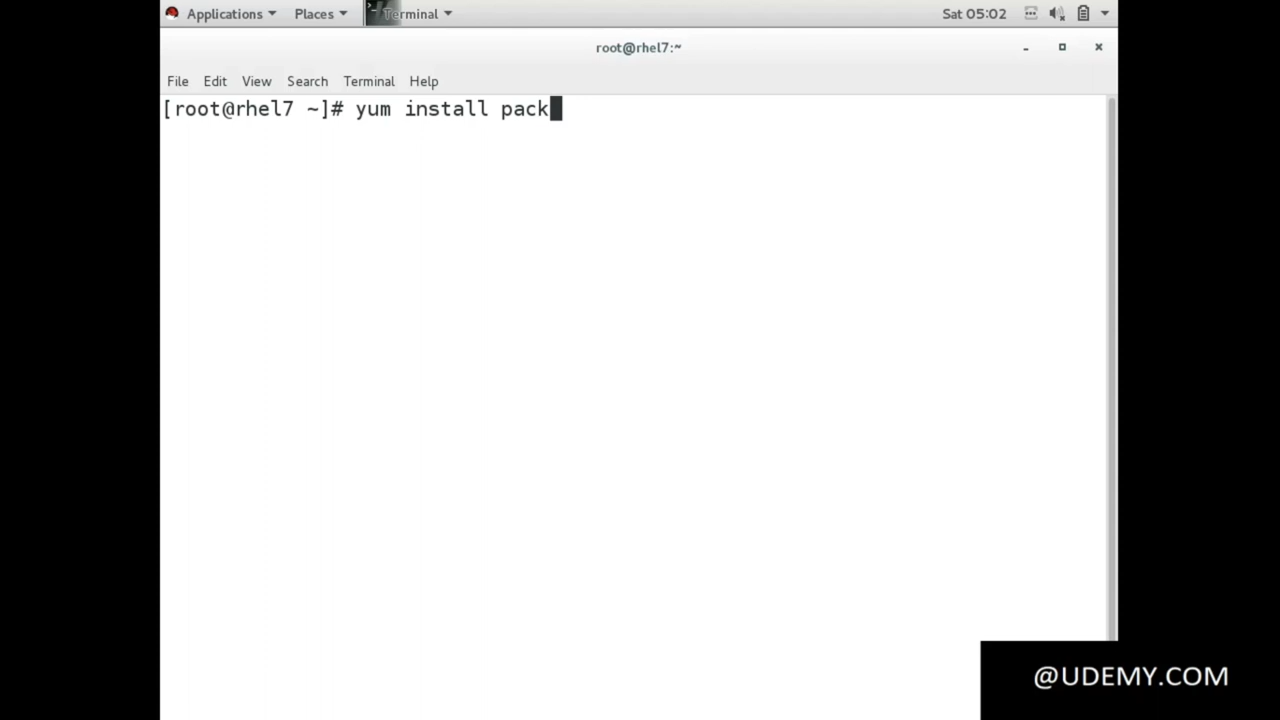 Applications Places Terminal Sat 05:02
root@rhel7:~
File Edit View Search Terminal Help
[root@rhel7 ~]# yum install pack
@UDEMY.COM